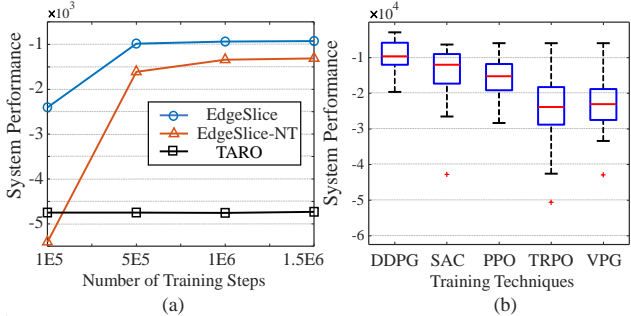 ×10³
-1
-2
-3
-4
-5
System Performance
EdgeSlice
EdgeSlice-NT
TARO
1E5
5E5
1E6
1.5E6
Number of Training Steps
(a)
×10⁴
-1
-2
-3
-4
-5
-6
System Performance
DDPG
SAC
PPO
TRPO
VPG
Training Techniques
(b)